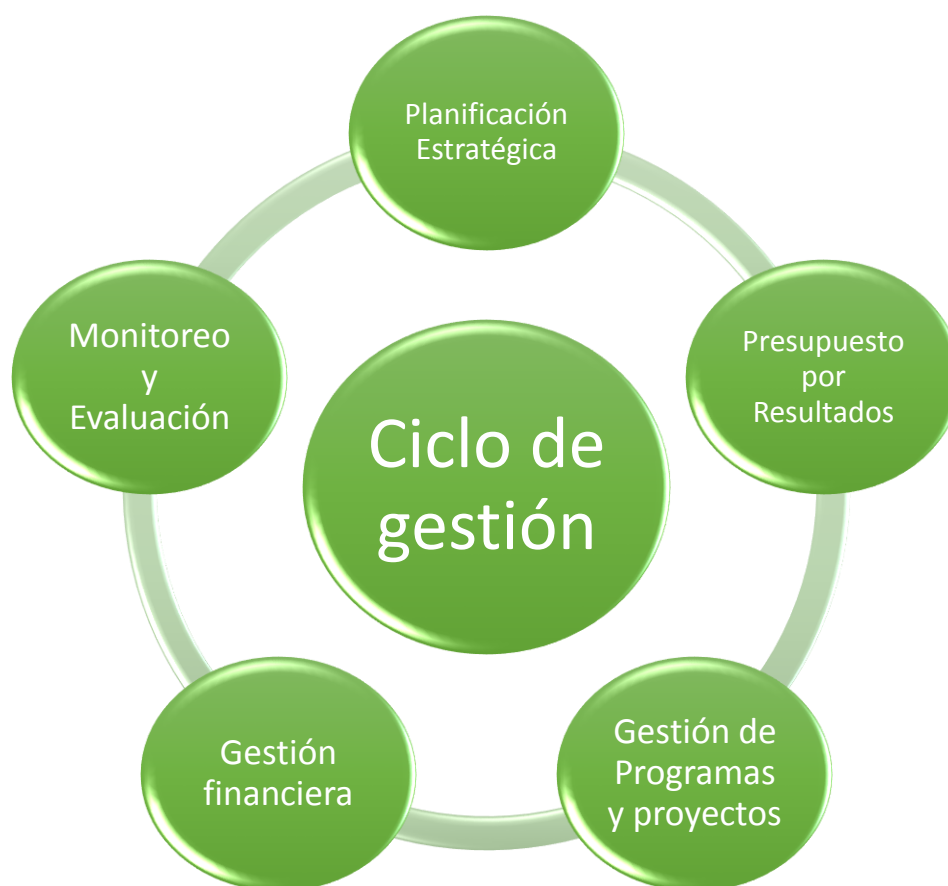 Planificación
Estratégica
Monitoreo
y
Evaluación
Presupuesto
por
Resultados
Ciclo de
gestión
Gestión
financiera
Gestión de
Programas
y proyectos